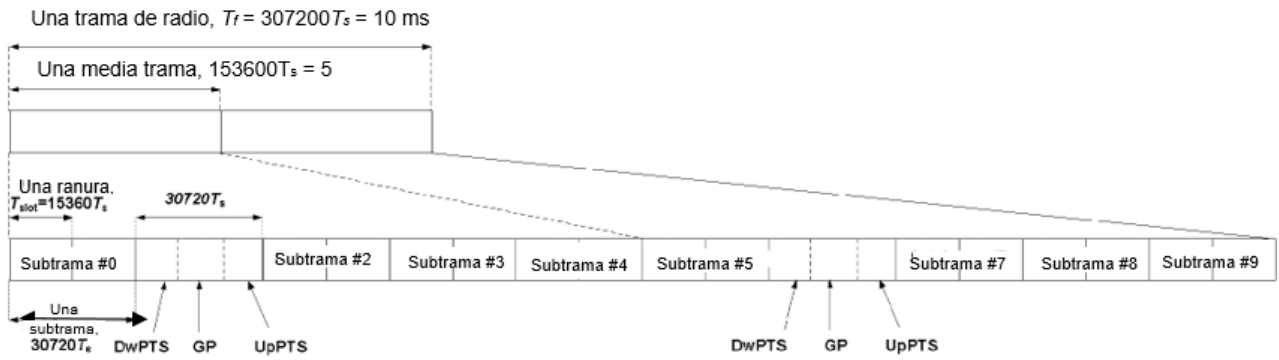 Una trama de radio, Tf = 307200Ts = 10 ms
Una media trama, 153600Ts = 5
Una ranura,
Tslot=15360Ts
30720Ts
Subtrama #0
Subtrama #2
Subtrama #3
Subtrama #4
Subtrama #5
Subtrama #7
Subtrama #8
Subtrama #9
Una
subtrama,
30720Ts
DwPTS
GP
UpPTS
DwPTS
GP
UpPTS